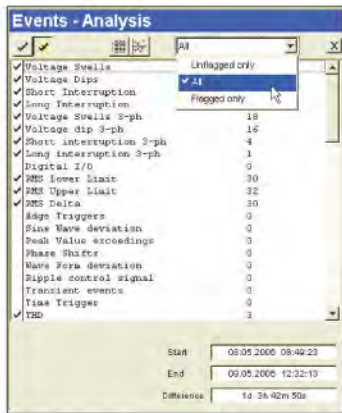 Events - Analysis
All
X
Unflagged only
All
Flagged only
Voltage Swells
Voltage Dips
Short Interruption
Long Interruption
Voltage Swells 3-ph 18
Voltage dip 3-ph 16
Short interruption 3-ph 4
Long interruption 3-ph 1
Digital I/O 0
RMS Lower Limit 30
RMS Upper Limit 32
RMS Delta 30
Edge Triggers 0
Sine Wave deviation 0
Peak Value exceedings 0
Phase Shifts 0
Wave Form deviation 0
Ripple control signal 0
Transient events 0
Time Trigger 0
THD 3
Start 08.05.2006 08:49:23
End 09.05.2006 12:32:13
Difference 1d 3h 42m 50s